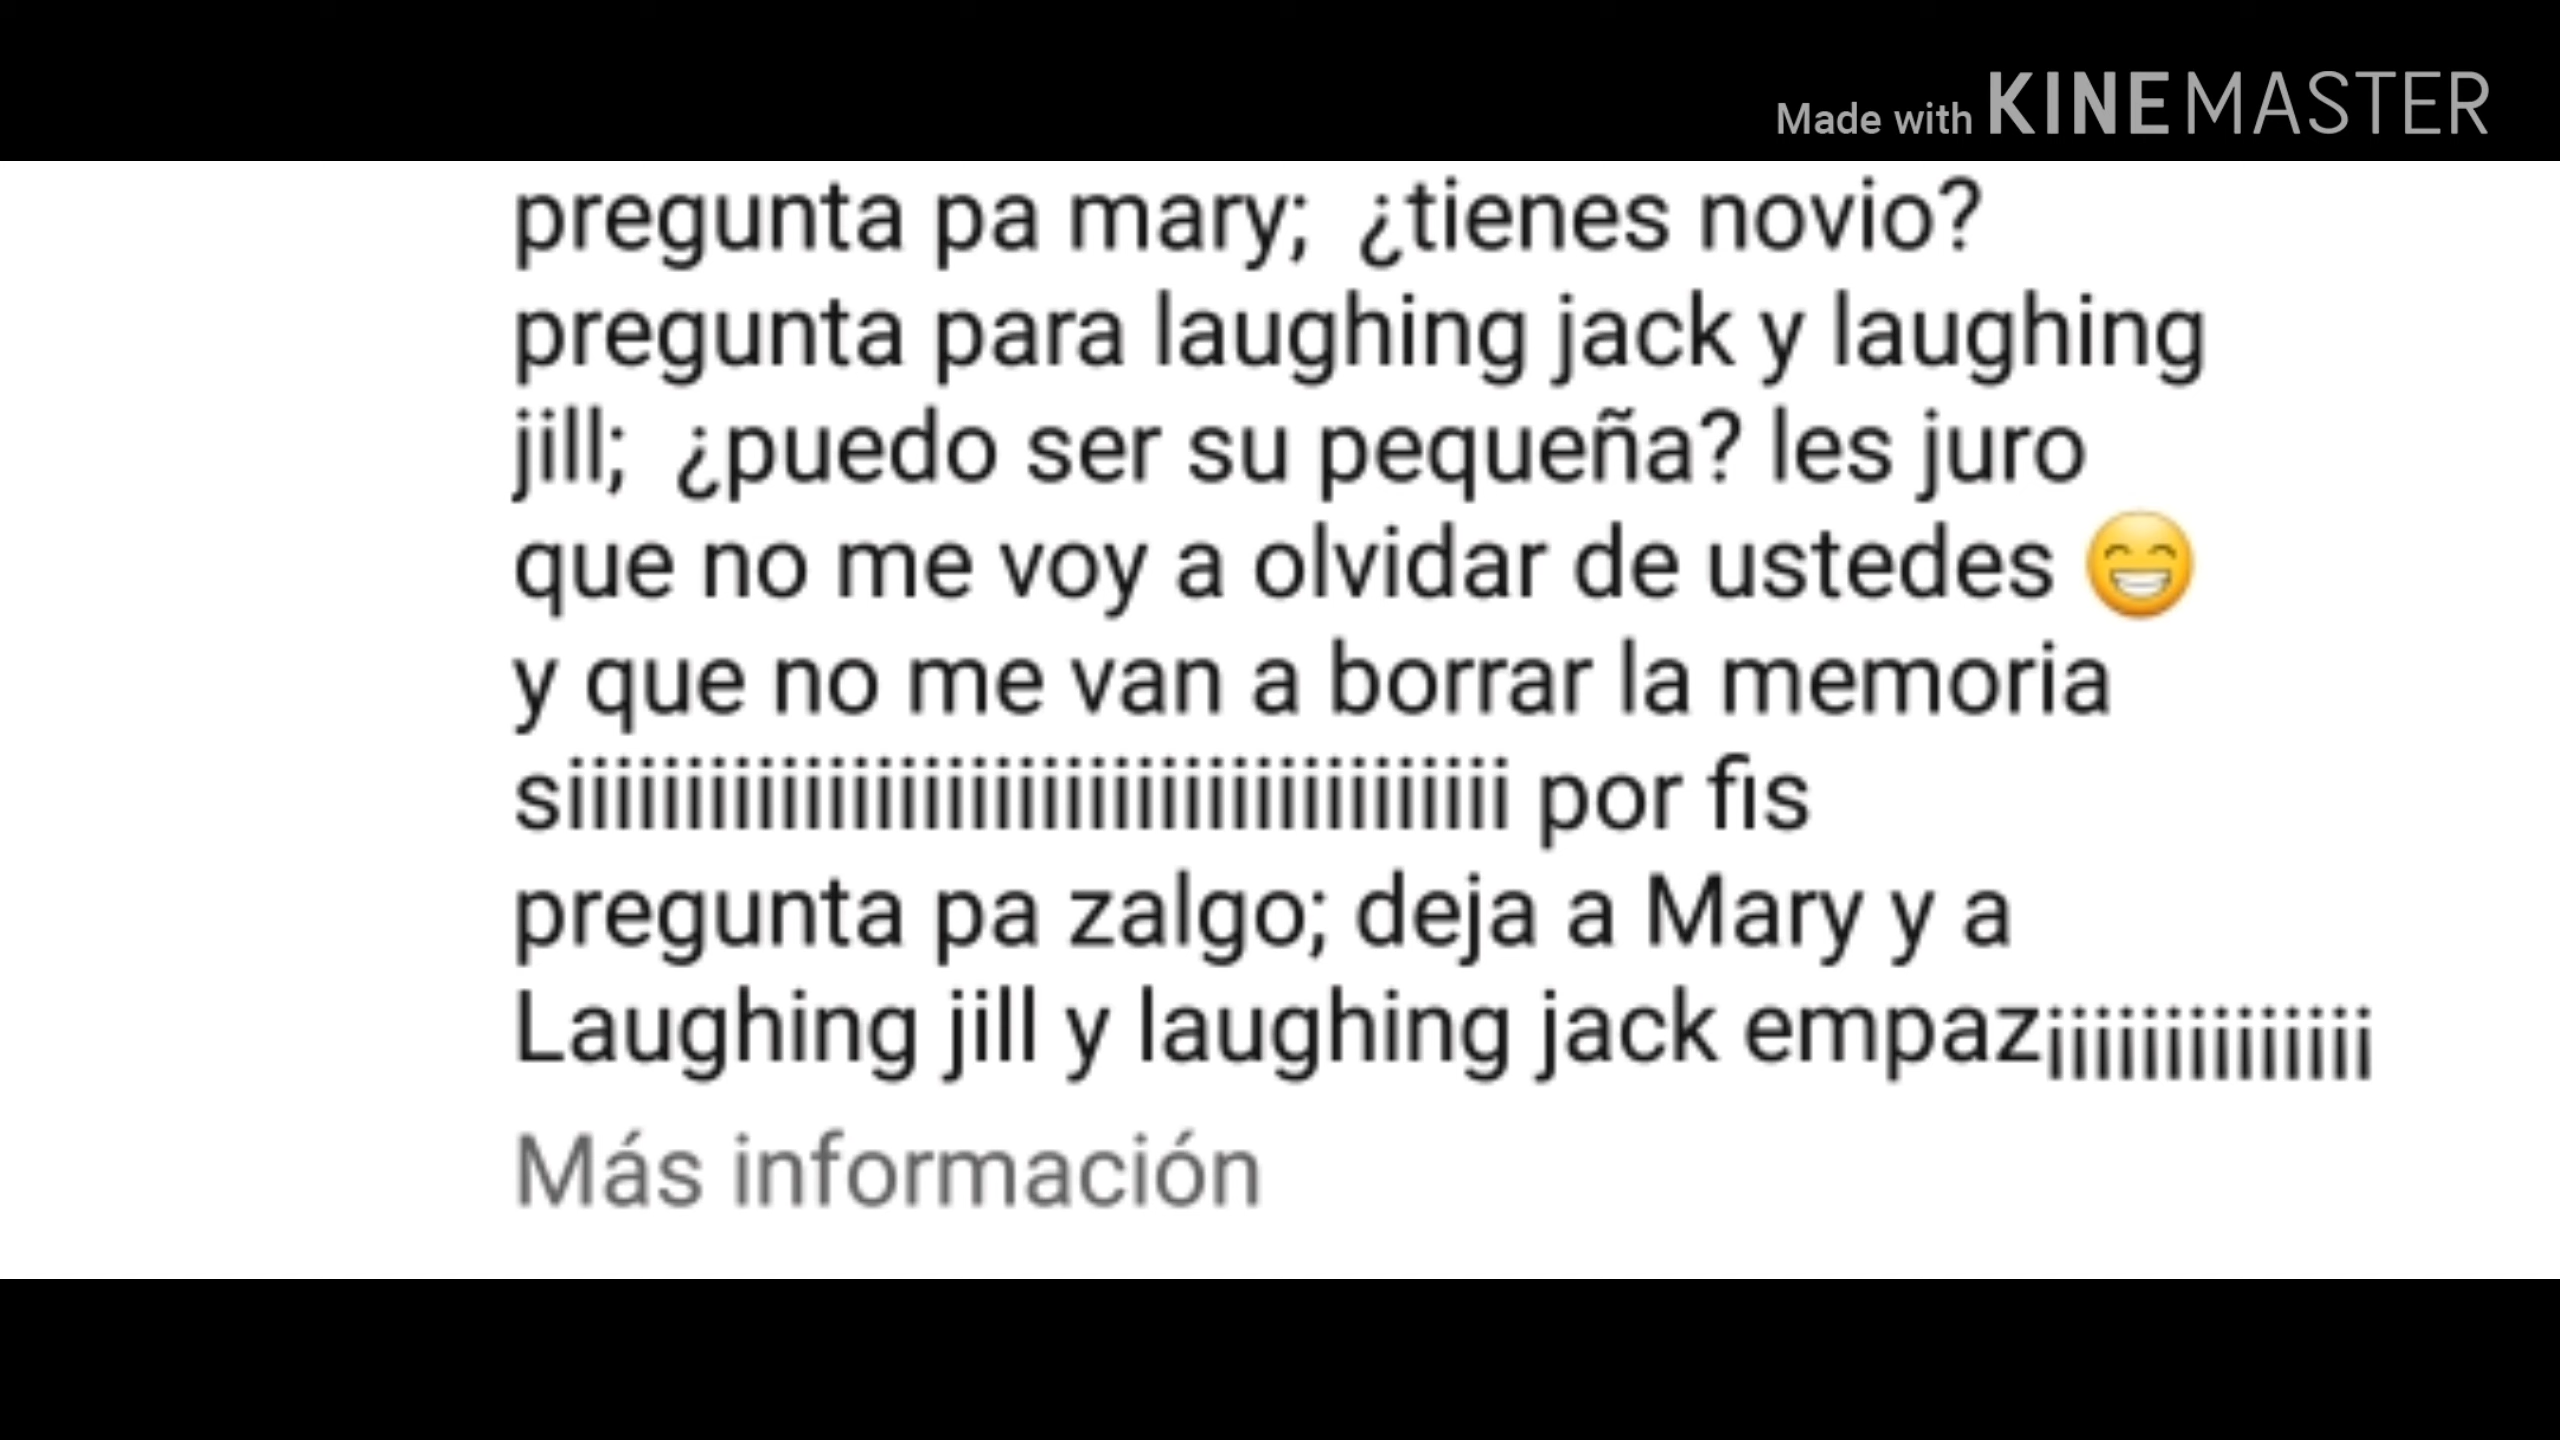 Made with KINEMASTER
pregunta pa mary;  ¿tienes novio?
pregunta para laughing jack y laughing
jill;  ¿puedo ser su pequeña? les juro
que no me voy a olvidar de ustedes 😁
y que no me van a borrar la memoria
siiiiiiiiiiiiiiiiiiiiiiiiiiiiiiiiiiiiiiii por fis
pregunta pa zalgo; deja a Mary y a
Laughing jill y laughing jack empaz¡¡¡¡¡¡¡¡¡¡¡¡¡¡
Más información